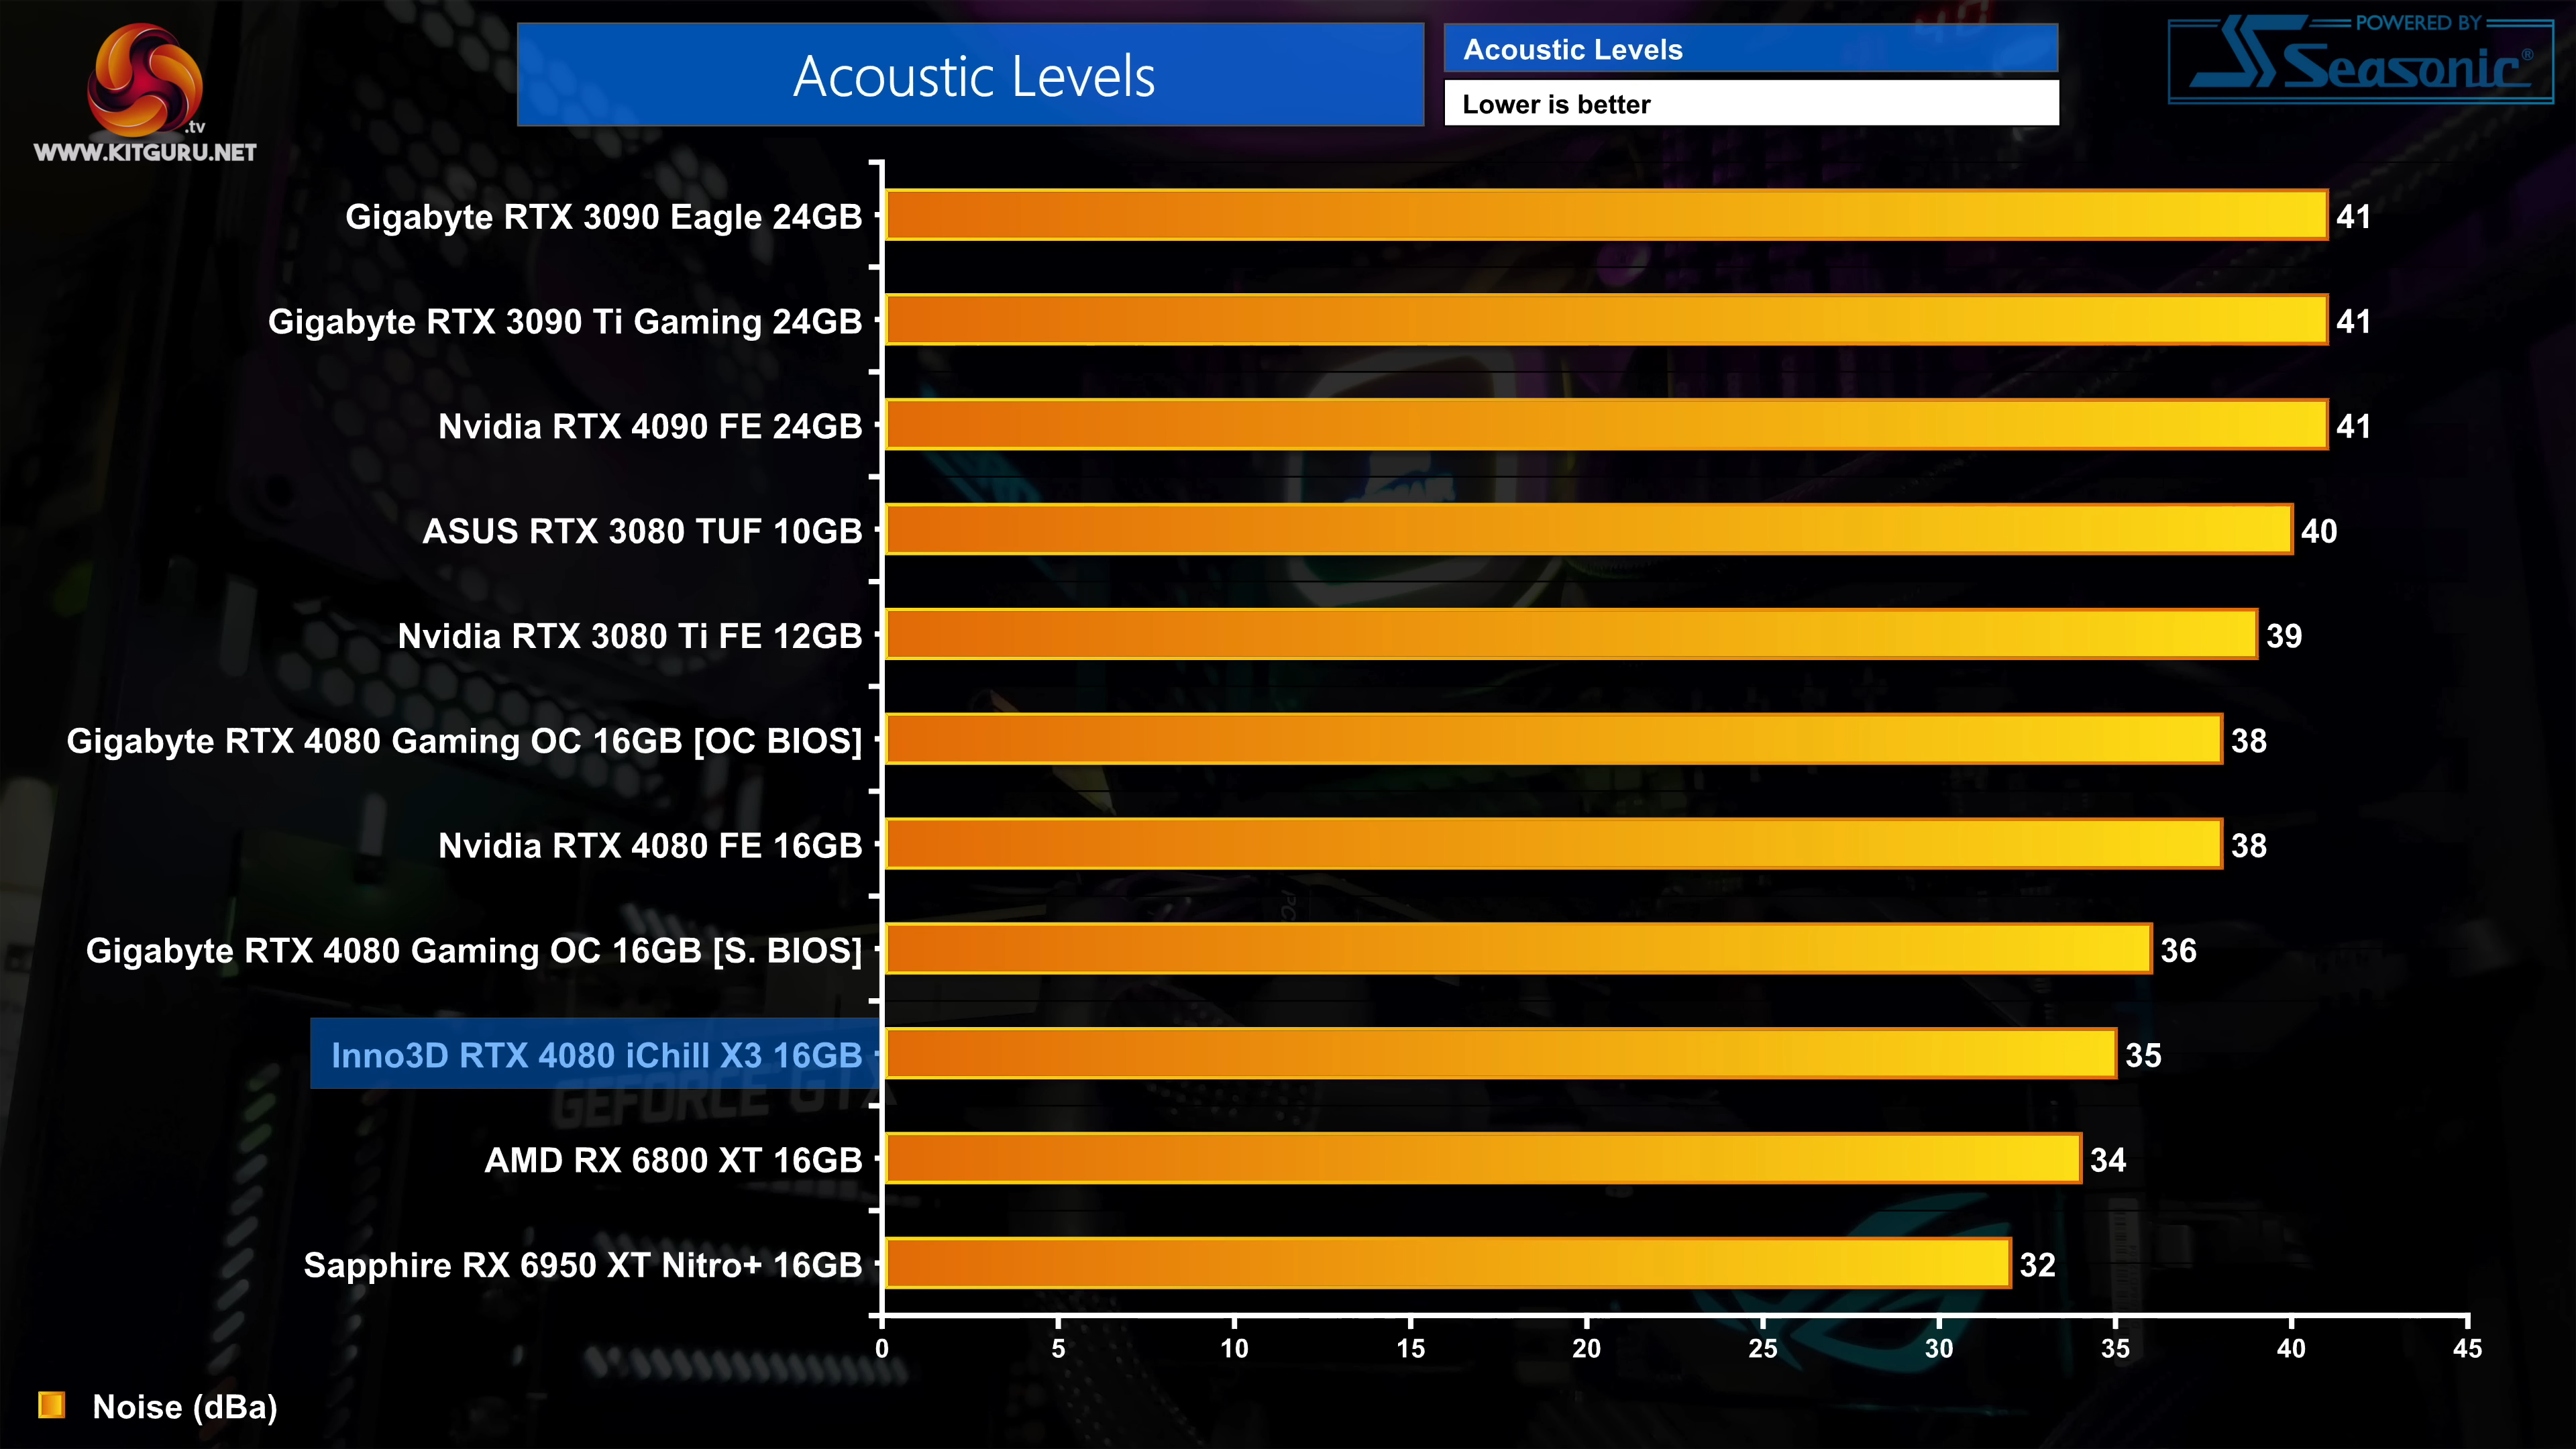 .tv
WWW.KITGURU.NET
Acoustic Levels
Acoustic Levels
Lower is better
POWERED BY
Seasonic®
Gigabyte RTX 3090 Eagle 24GB 41
Gigabyte RTX 3090 Ti Gaming 24GB 41
Nvidia RTX 4090 FE 24GB 41
ASUS RTX 3080 TUF 10GB 40
Nvidia RTX 3080 Ti FE 12GB 39
Gigabyte RTX 4080 Gaming OC 16GB [OC BIOS] 38
Nvidia RTX 4080 FE 16GB 38
Gigabyte RTX 4080 Gaming OC 16GB [S. BIOS] 36
Inno3D RTX 4080 iChill X3 16GB 35
GEFORCE GTX
AMD RX 6800 XT 16GB 34
Sapphire RX 6950 XT Nitro+ 16GB 32
0 5 10 15 20 25 30 35 40 45
Noise (dBa)